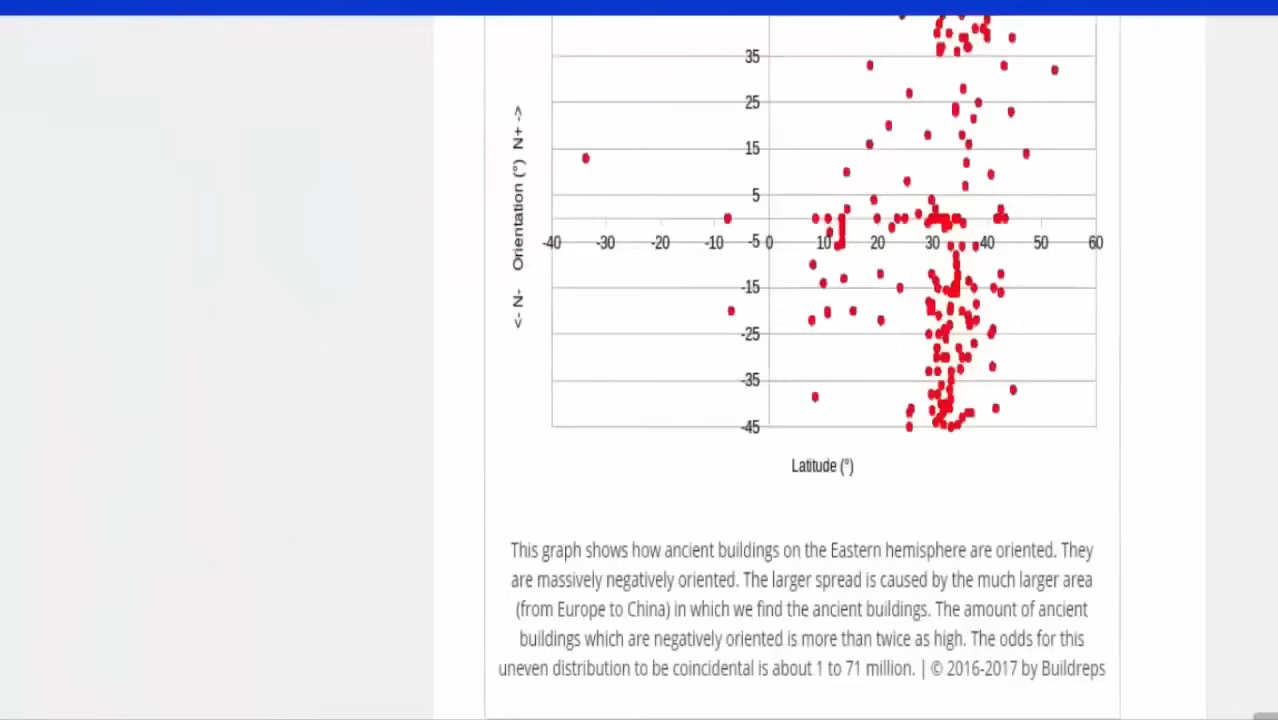 35
25
15
5
-40 -30 -20 -10 -5 0 10 20 30 40 50 60
-15
-25
-35
-45
<- N- Orientation (°) N+ ->
Latitude (°)
This graph shows how ancient buildings on the Eastern hemisphere are oriented. They
are massively negatively oriented. The larger spread is caused by the much larger area
(from Europe to China) in which we find the ancient buildings. The amount of ancient
buildings which are negatively oriented is more than twice as high. The odds for this
uneven distribution to be coincidental is about 1 to 71 million. | © 2016-2017 by Buildreps